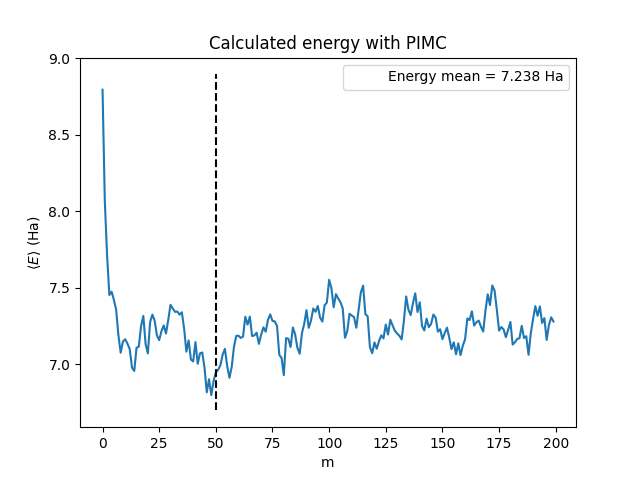 Calculated energy with PIMC
Energy mean = 7.238 Ha
9.0
8.5
8.0
7.5
7.0
⟨E⟩ (Ha)
0 25 50 75 100 125 150 175 200
m